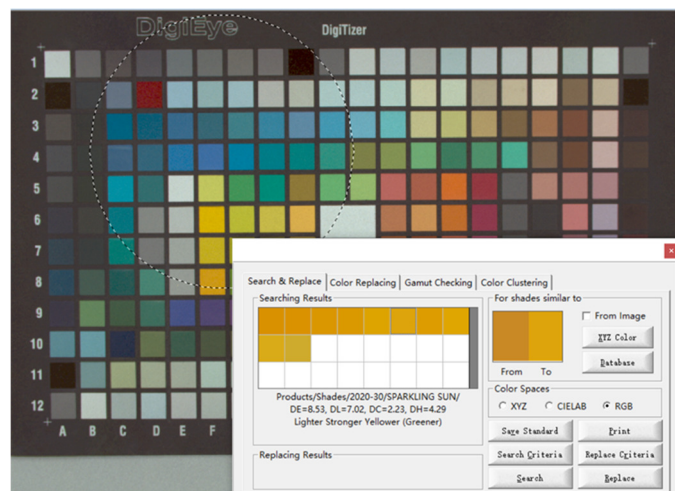 DigiEye
DigiTizer
1
2
3
4
5
6
7
8
9
10
11
12
A B C D E F
Search & Replace Color Replacing Gamut Checking Color Clustering
Searching Results
Products/Shades/2020-30/SPARKLING SUN/
DE=8.53, DL=7.02, DC=2.23, DH=4.29
Lighter Stronger Yellower (Greener)
Replacing Results
For shades similar to
From To
From Image
XYZ Color
Database
Color Spaces
XYZ CIELAB RGB
Save Standard Print
Search Criteria Replace Criteria
Search Replace